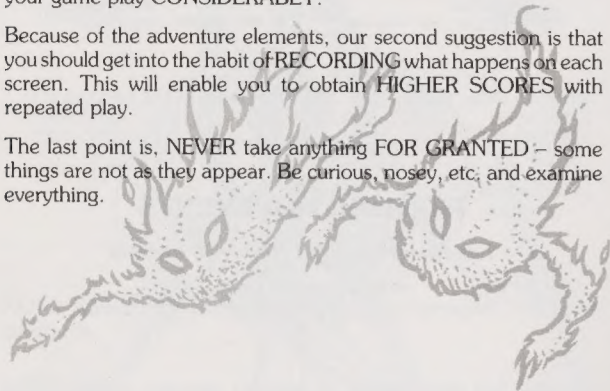 your game play CONSIDERABLY.
Because of the adventure elements, our second suggestion is that
you should get into the habit of RECORDING what happens on each
screen. This will enable you to obtain HIGHER SCORES with
repeated play.
The last point is, NEVER take anything FOR GRANTED – some
things are not as they appear. Be curious, nosey, etc. and examine
everything.